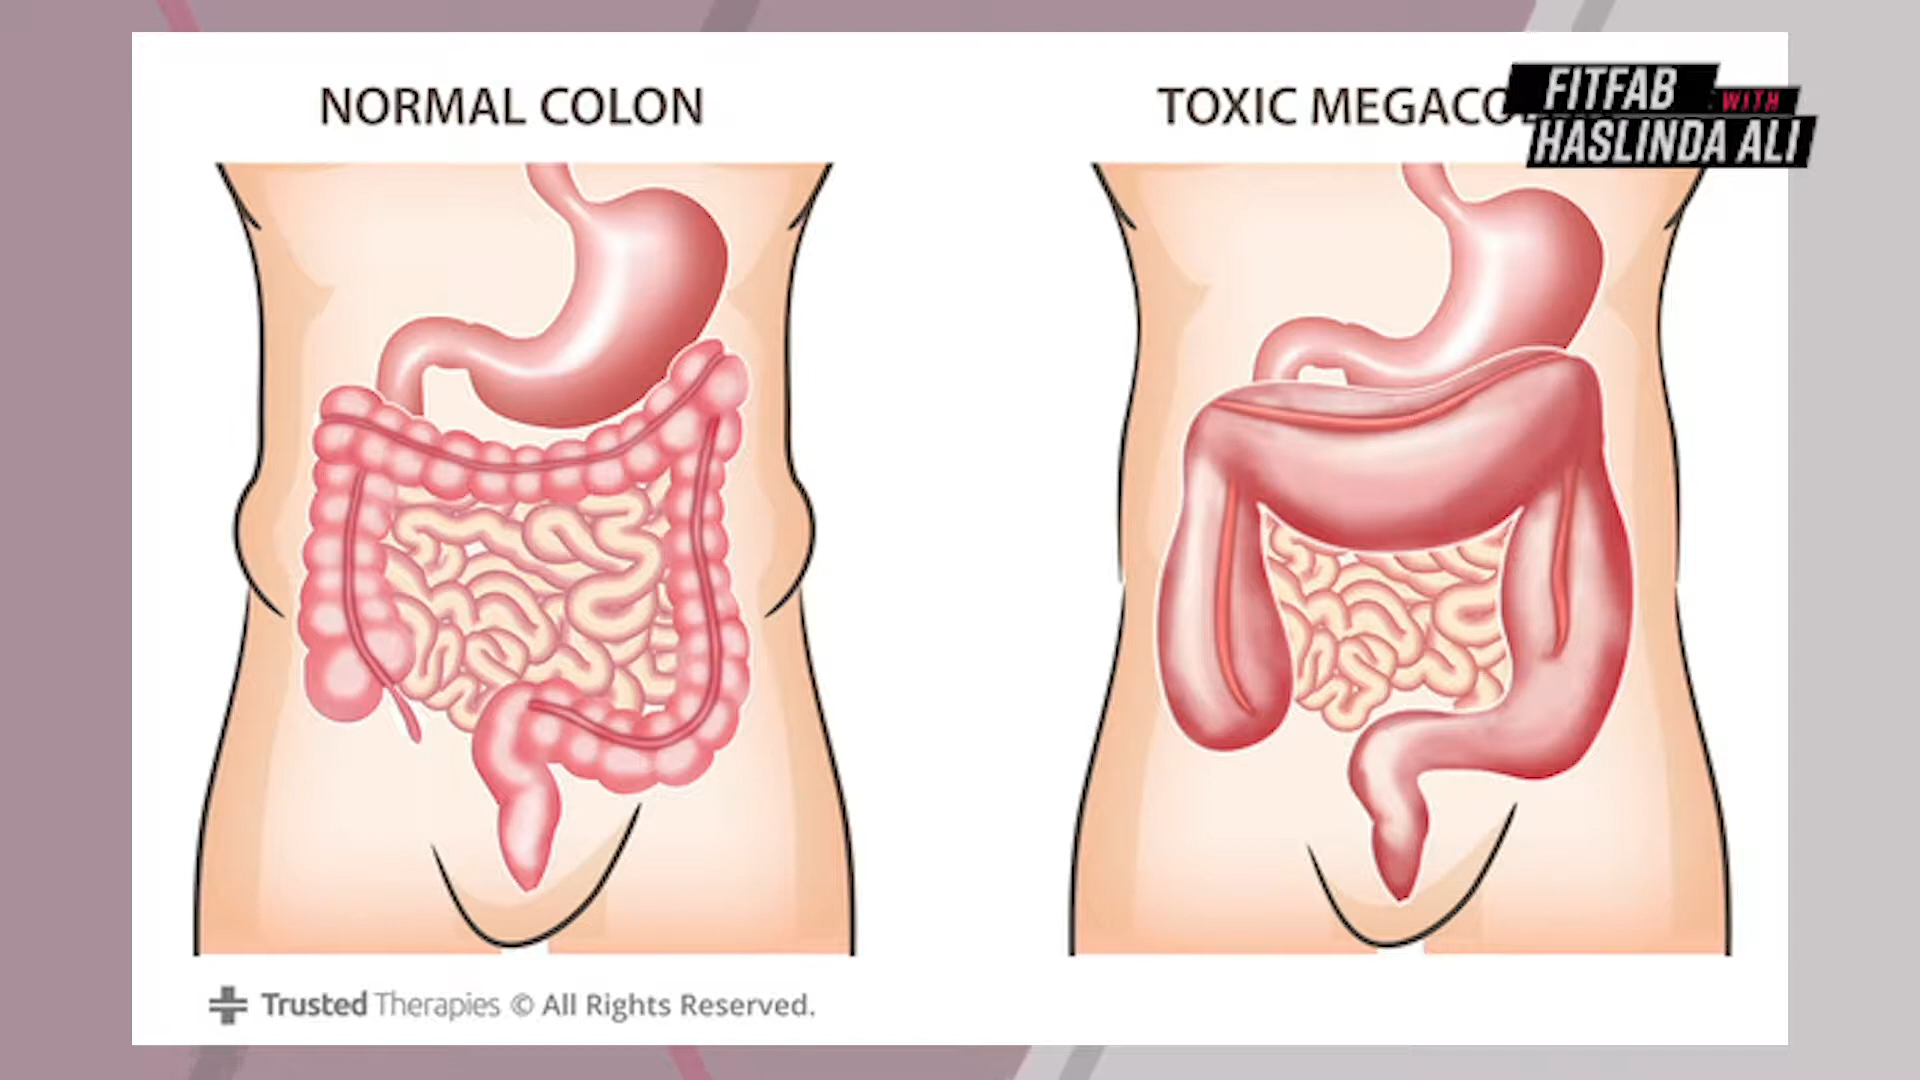 NORMAL COLON
TOXIC MEGACO
FITFAB WITH
HASLINDA ALI
Trusted Therapies © All Rights Reserved.